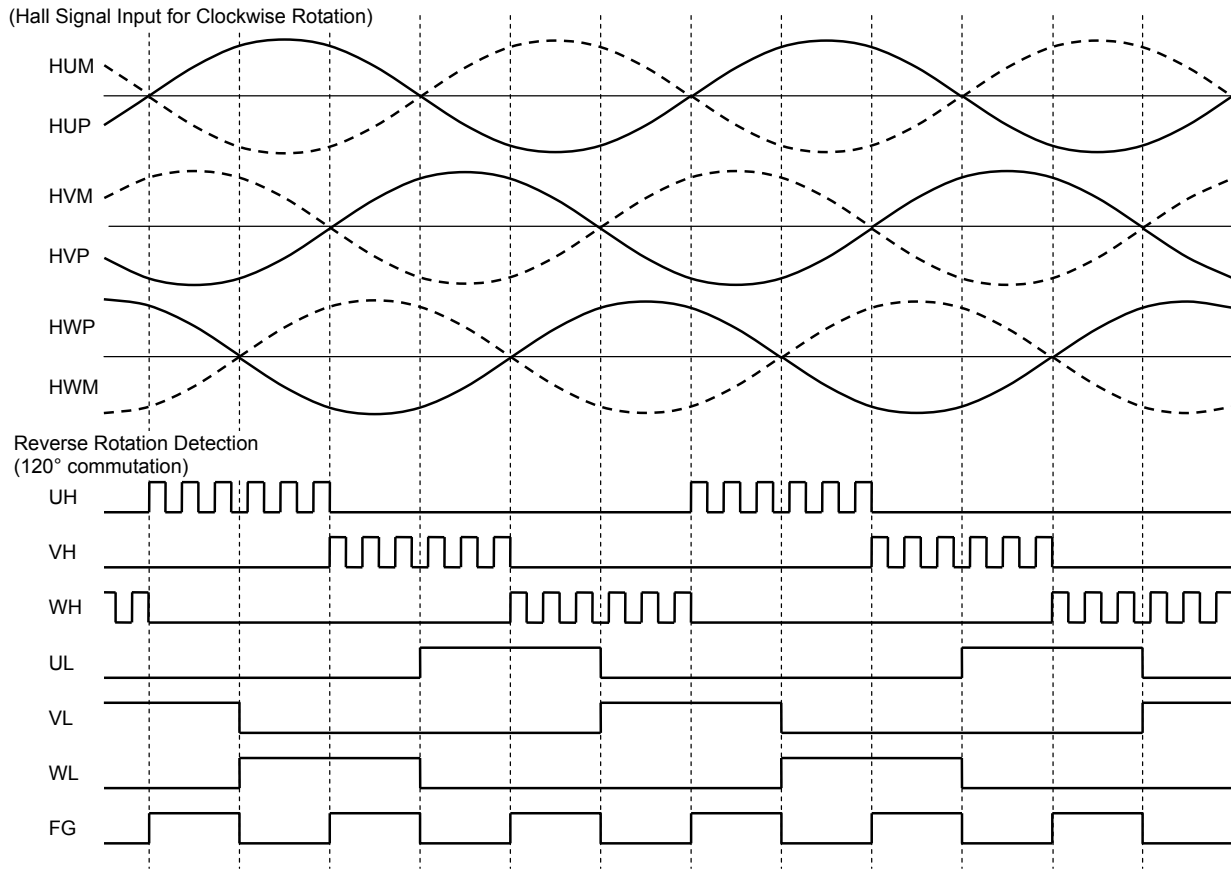 (Hall Signal Input for Clockwise Rotation)
HUM
HUP
HVM
HVP
HWP
HWM
Reverse Rotation Detection
(120° commutation)
UH
VH
WH
UL
VL
WL
FG